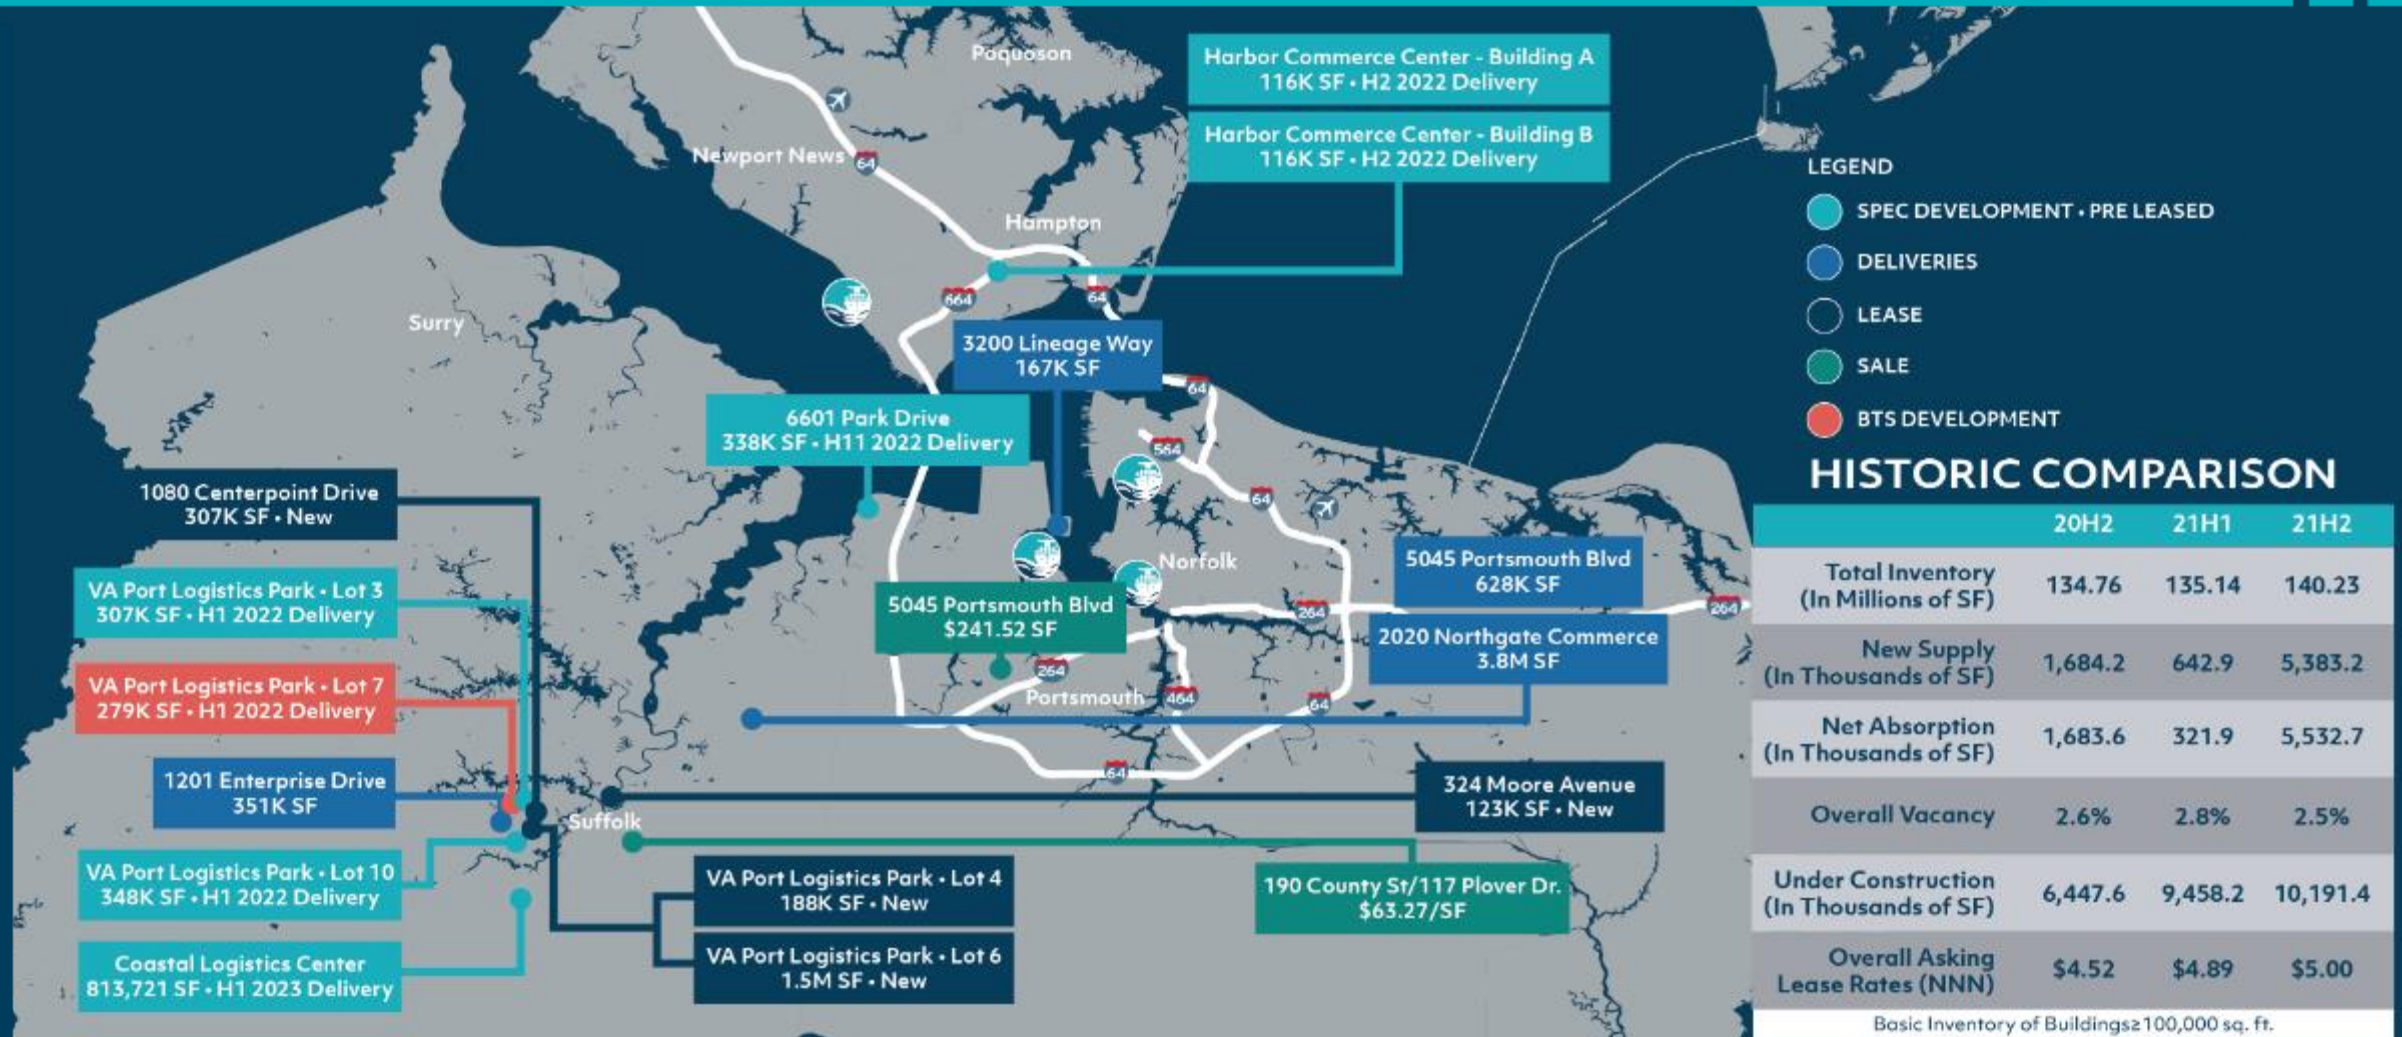 Poquoson
Newport News
64
Hampton
664
64
Surry
64
564
64
Norfolk
264
264
264
Portsmouth
464
64
64
Suffolk
Harbor Commerce Center - Building A
116K SF • H2 2022 Delivery
Harbor Commerce Center - Building B
116K SF • H2 2022 Delivery
3200 Lineage Way
167K SF
6601 Park Drive
338K SF • H11 2022 Delivery
1080 Centerpoint Drive
307K SF • New
VA Port Logistics Park • Lot 3
307K SF • H1 2022 Delivery
VA Port Logistics Park • Lot 7
279K SF • H1 2022 Delivery
1201 Enterprise Drive
351K SF
VA Port Logistics Park • Lot 10
348K SF • H1 2022 Delivery
Coastal Logistics Center
813,721 SF • H1 2023 Delivery
5045 Portsmouth Blvd
$241.52 SF
5045 Portsmouth Blvd
628K SF
2020 Northgate Commerce
3.8M SF
324 Moore Avenue
123K SF • New
VA Port Logistics Park • Lot 4
188K SF • New
VA Port Logistics Park • Lot 6
1.5M SF • New
190 County St/117 Plover Dr.
$63.27/SF
LEGEND
SPEC DEVELOPMENT • PRE LEASED
DELIVERIES
LEASE
SALE
BTS DEVELOPMENT
HISTORIC COMPARISON
20H2 21H1 21H2
Total Inventory
(In Millions of SF) 134.76 135.14 140.23
New Supply
(In Thousands of SF) 1,684.2 642.9 5,383.2
Net Absorption
(In Thousands of SF) 1,683.6 321.9 5,532.7
Overall Vacancy 2.6% 2.8% 2.5%
Under Construction
(In Thousands of SF) 6,447.6 9,458.2 10,191.4
Overall Asking
Lease Rates (NNN) $4.52 $4.89 $5.00
Basic Inventory of Buildings≥100,000 sq. ft.